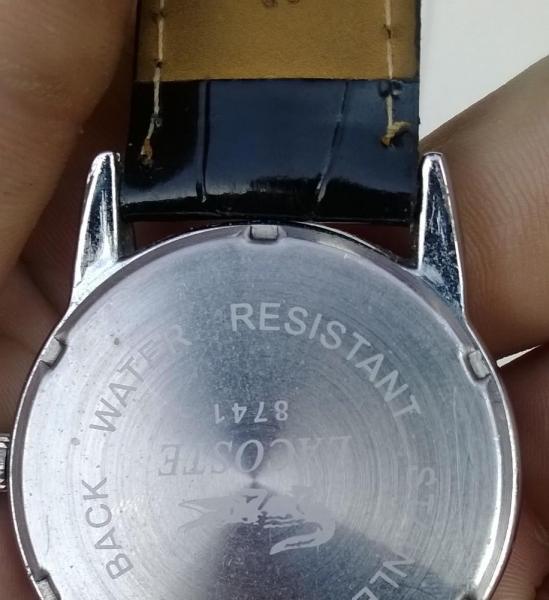 BACK WATER RESISTANT
8741
LACOSTE